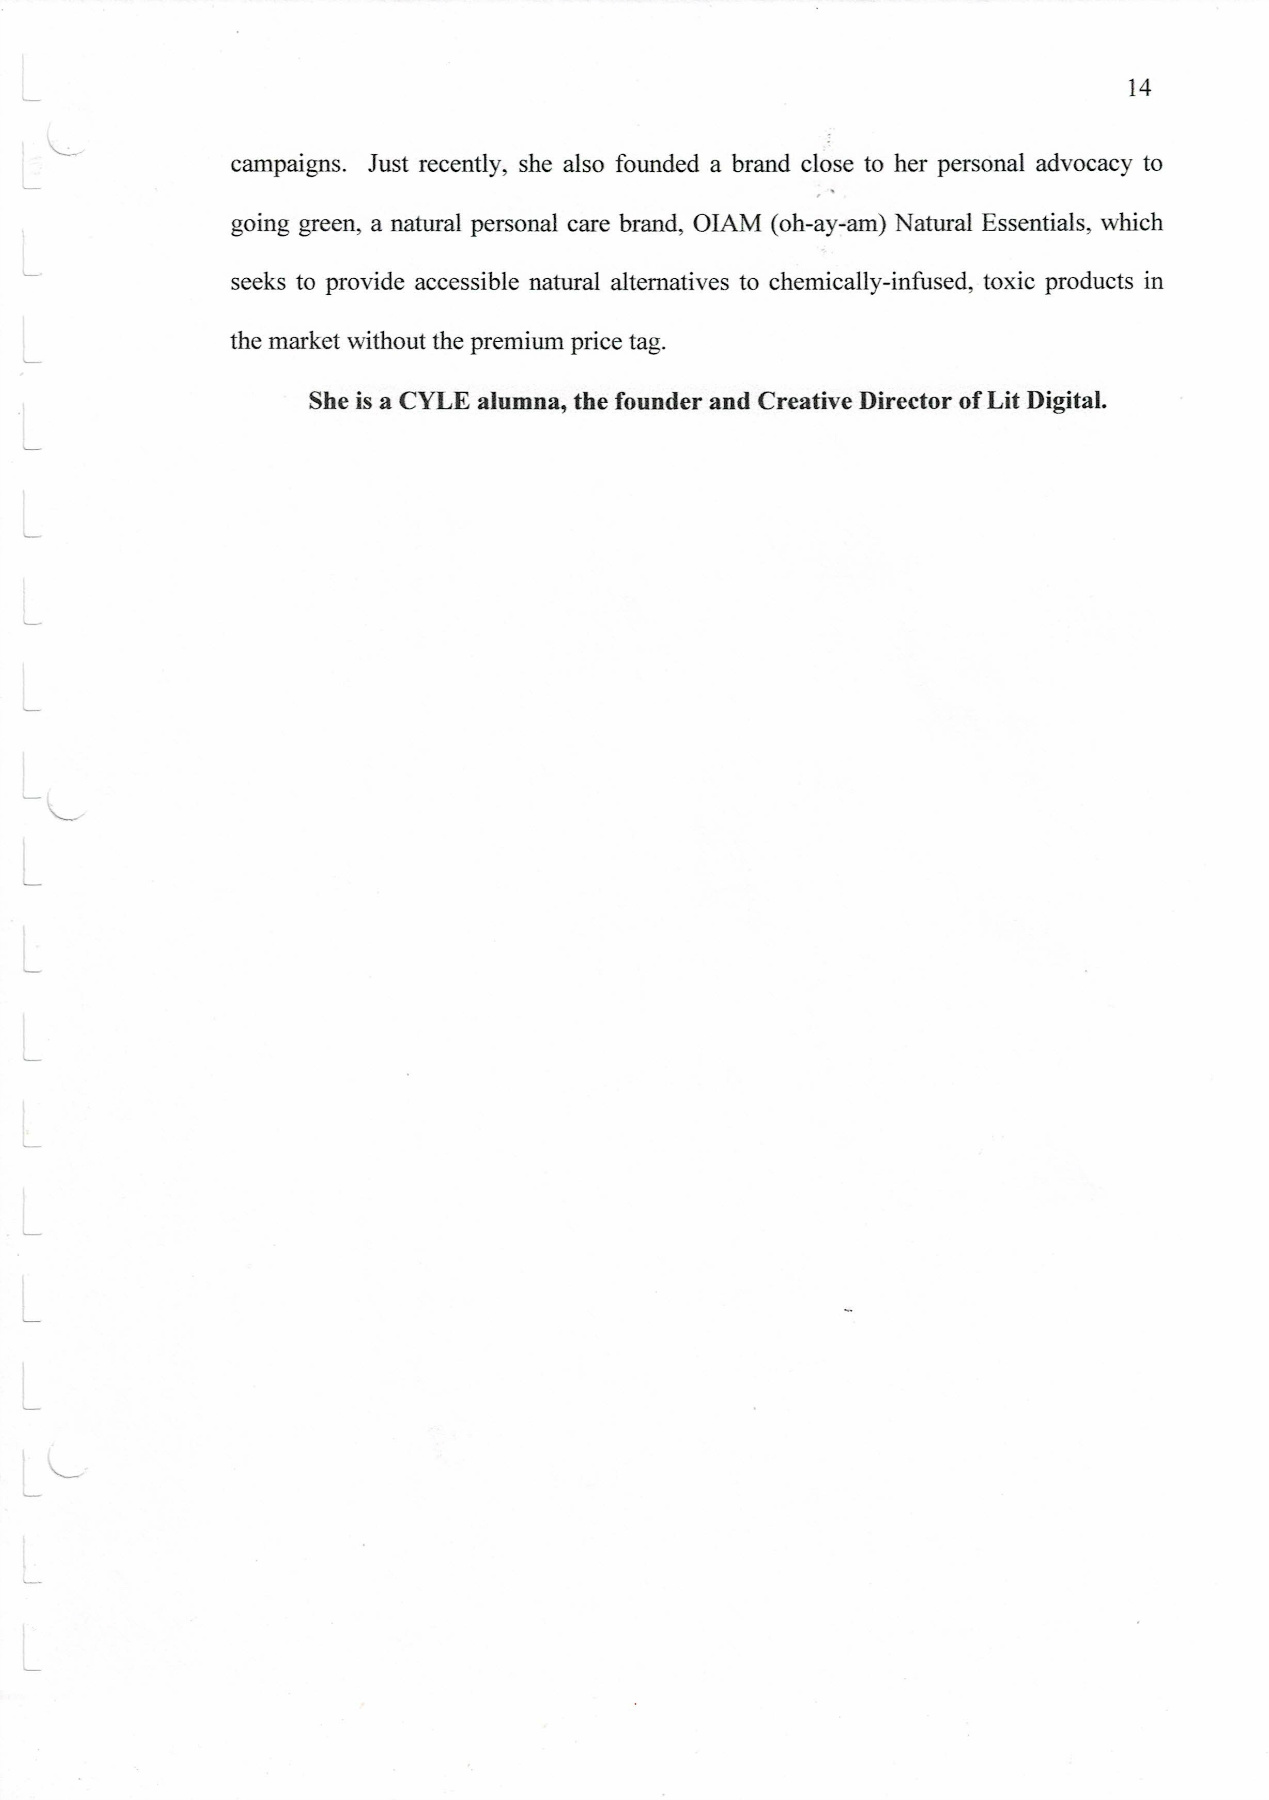 14
campaigns. Just recently, she also founded a brand close to her personal advocacy to
going green, a natural personal care brand, OIAM (oh-ay-am) Natural Essentials, which
seeks to provide accessible natural alternatives to chemically-infused, toxic products in
the market without the premium price tag.
She is a CYLE alumna, the founder and Creative Director of Lit Digital.